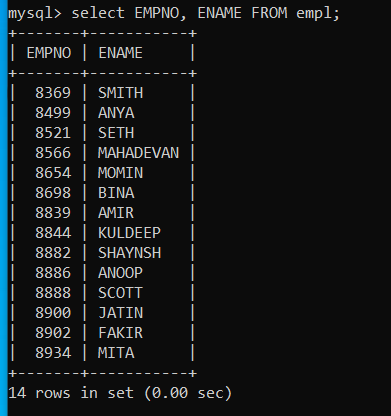 mysql> select EMPNO, ENAME FROM empl;
+-------+-----------+
| EMPNO | ENAME     |
+-------+-----------+
|  8369 | SMITH     |
|  8499 | ANYA      |
|  8521 | SETH      |
|  8566 | MAHADEVAN |
|  8654 | MOMIN     |
|  8698 | BINA      |
|  8839 | AMIR      |
|  8844 | KULDEEP   |
|  8882 | SHAYNSH   |
|  8886 | ANOOP     |
|  8888 | SCOTT     |
|  8900 | JATIN     |
|  8902 | FAKIR     |
|  8934 | MITA      |
+-------+-----------+
14 rows in set (0.00 sec)